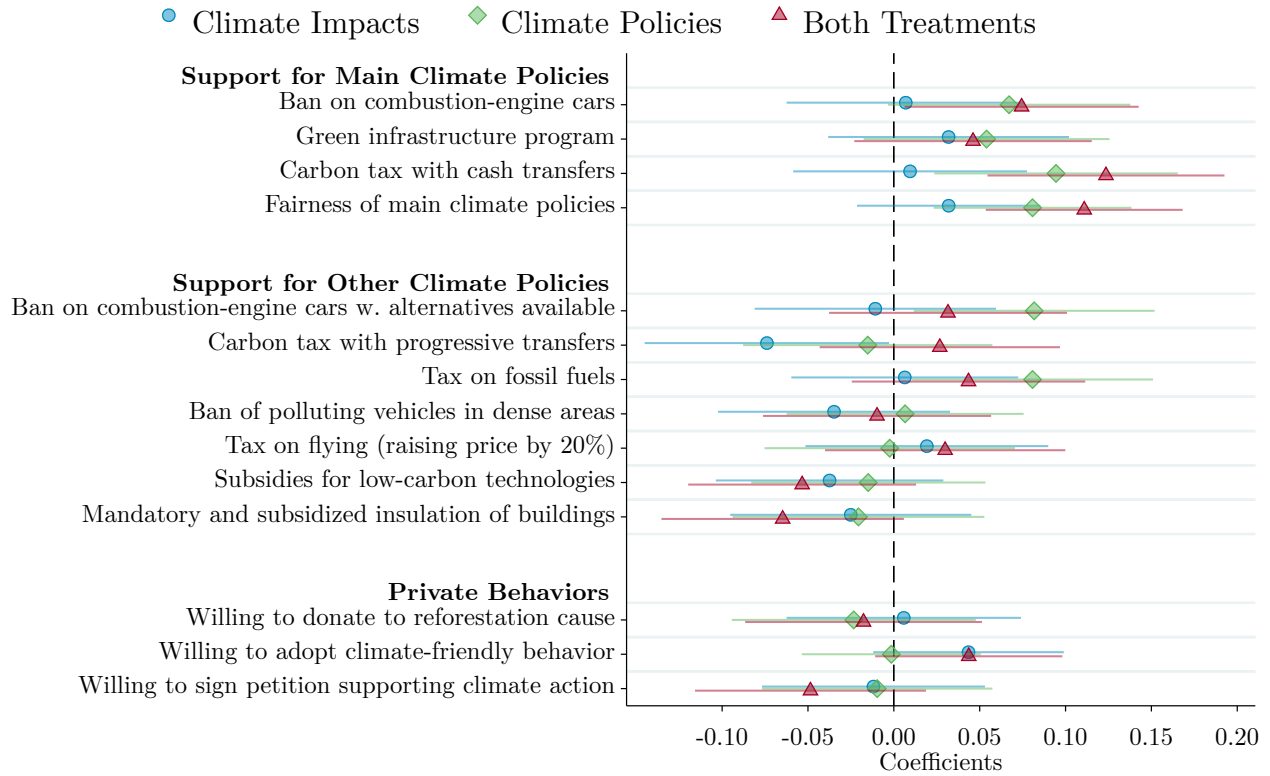 Climate Impacts Climate Policies Both Treatments
Support for Main Climate Policies
Ban on combustion-engine cars
Green infrastructure program
Carbon tax with cash transfers
Fairness of main climate policies
Support for Other Climate Policies
Ban on combustion-engine cars w. alternatives available
Carbon tax with progressive transfers
Tax on fossil fuels
Ban of polluting vehicles in dense areas
Tax on flying (raising price by 20%)
Subsidies for low-carbon technologies
Mandatory and subsidized insulation of buildings
Private Behaviors
Willing to donate to reforestation cause
Willing to adopt climate-friendly behavior
Willing to sign petition supporting climate action
-0.10 -0.05 0.00 0.05 0.10 0.15 0.20
Coefficients